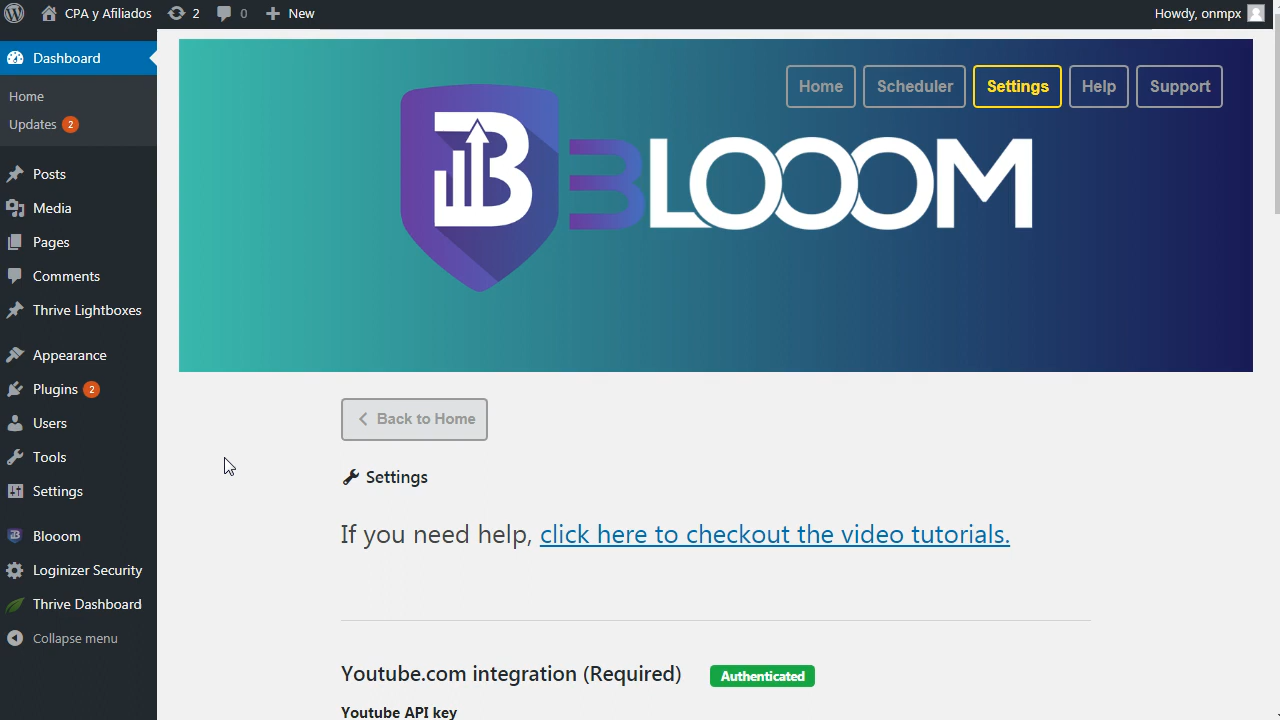 CPA y Afiliados
2
0
New
Howdy, onmpx
Dashboard
Home
Updates 2
Posts
Media
Pages
Comments
Thrive Lightboxes
Appearance
Plugins 2
Users
Tools
Settings
Blooom
Loginizer Security
Thrive Dashboard
Collapse menu
Home
Scheduler
Settings
Help
Support
B BLOOOM
Back to Home
Settings
If you need help, click here to checkout the video tutorials.
Youtube.com integration (Required) Authenticated
Youtube API key